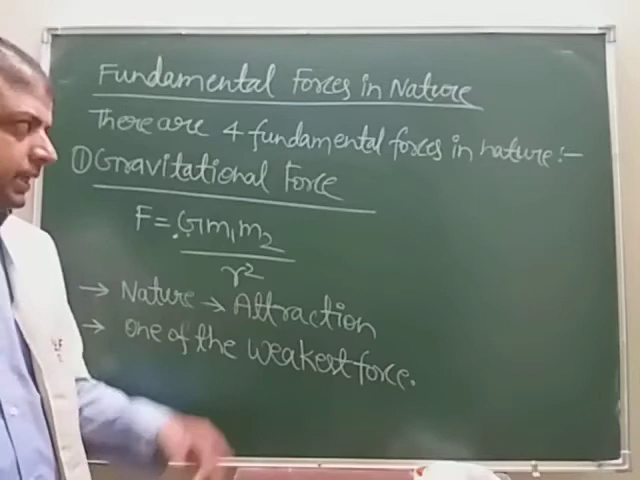 Fundamental Forces in Nature
There are 4 fundamental forces in nature:-
① Gravitational Force
F = Gm₁m₂
r²
→ Nature → Attraction
→ one of the weakest force.